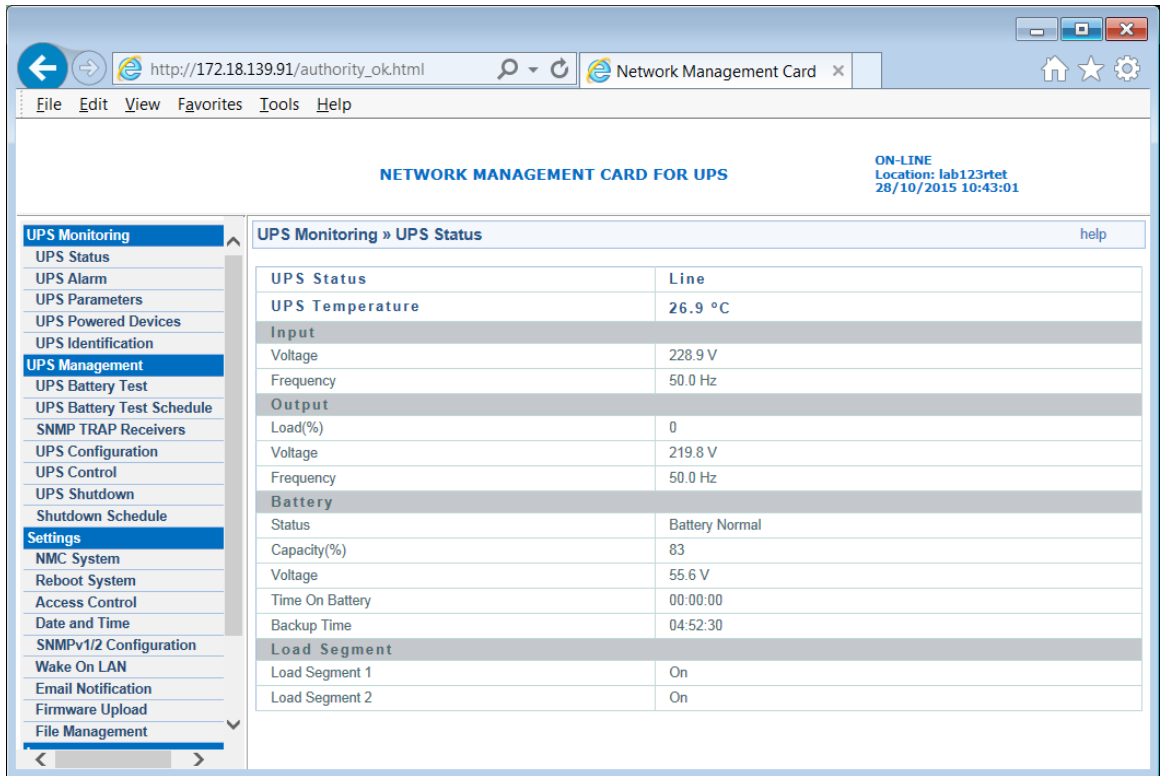 http://172.18.139.91/authority_ok.html
Network Management Card
File Edit View Favorites Tools Help
NETWORK MANAGEMENT CARD FOR UPS
ON-LINE
Location: lab123rtet
28/10/2015 10:43:01
UPS Monitoring
UPS Status
UPS Alarm
UPS Parameters
UPS Powered Devices
UPS Identification
UPS Management
UPS Battery Test
UPS Battery Test Schedule
SNMP TRAP Receivers
UPS Configuration
UPS Control
UPS Shutdown
Shutdown Schedule
Settings
NMC System
Reboot System
Access Control
Date and Time
SNMPv1/2 Configuration
Wake On LAN
Email Notification
Firmware Upload
File Management
UPS Monitoring » UPS Status help
UPS Status Line
UPS Temperature 26.9 °C
Input
Voltage 228.9 V
Frequency 50.0 Hz
Output
Load(%) 0
Voltage 219.8 V
Frequency 50.0 Hz
Battery
Status Battery Normal
Capacity(%) 83
Voltage 55.6 V
Time On Battery 00:00:00
Backup Time 04:52:30
Load Segment
Load Segment 1 On
Load Segment 2 On